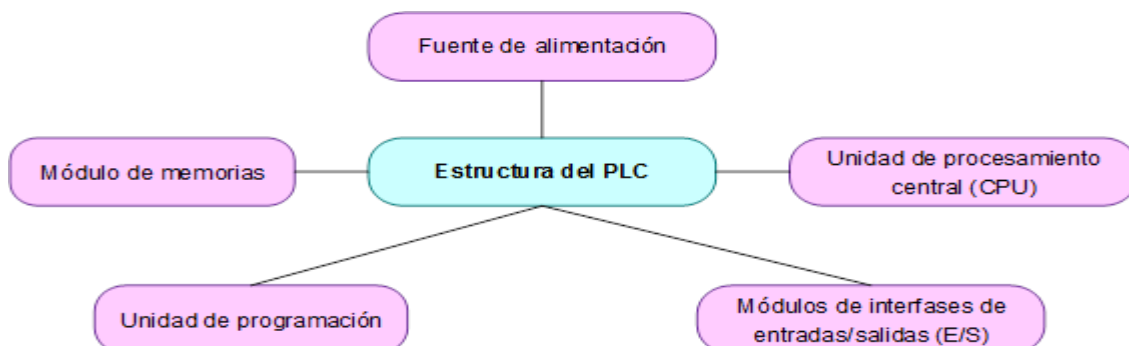 Fuente de alimentación
Módulo de memorias
Estructura del PLC
Unidad de procesamiento
central (CPU)
Unidad de programación
Módulos de interfases de
entradas/salidas (E/S)